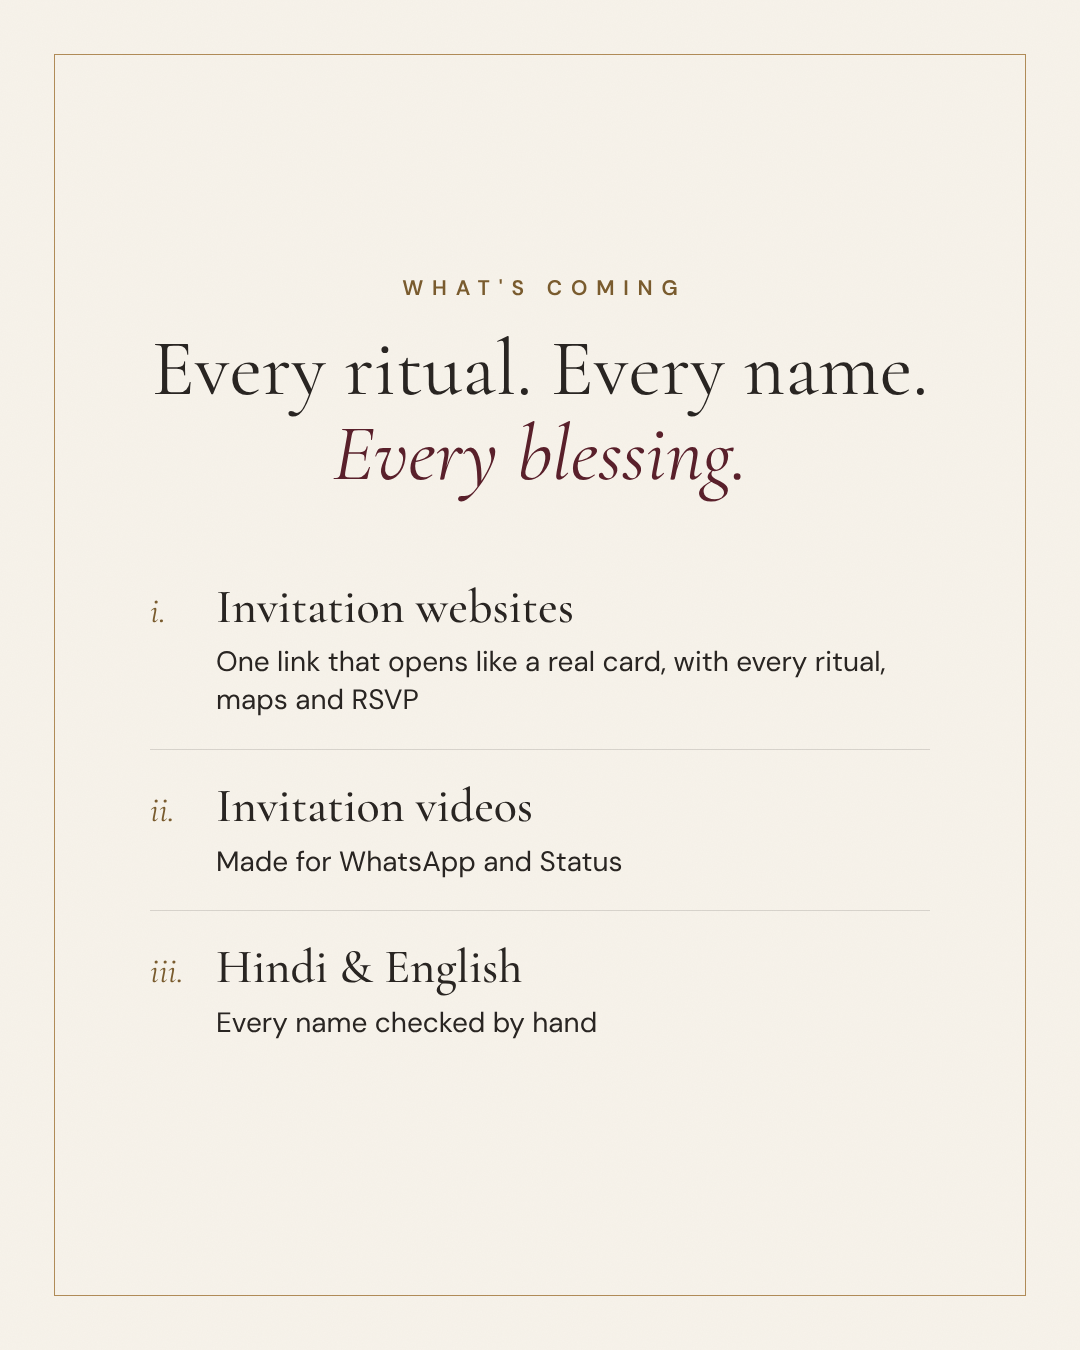 WHAT'S COMING
Every ritual. Every name.
Every blessing.
i. Invitation websites
One link that opens like a real card, with every ritual,
maps and RSVP
ii. Invitation videos
Made for WhatsApp and Status
iii. Hindi & English
Every name checked by hand